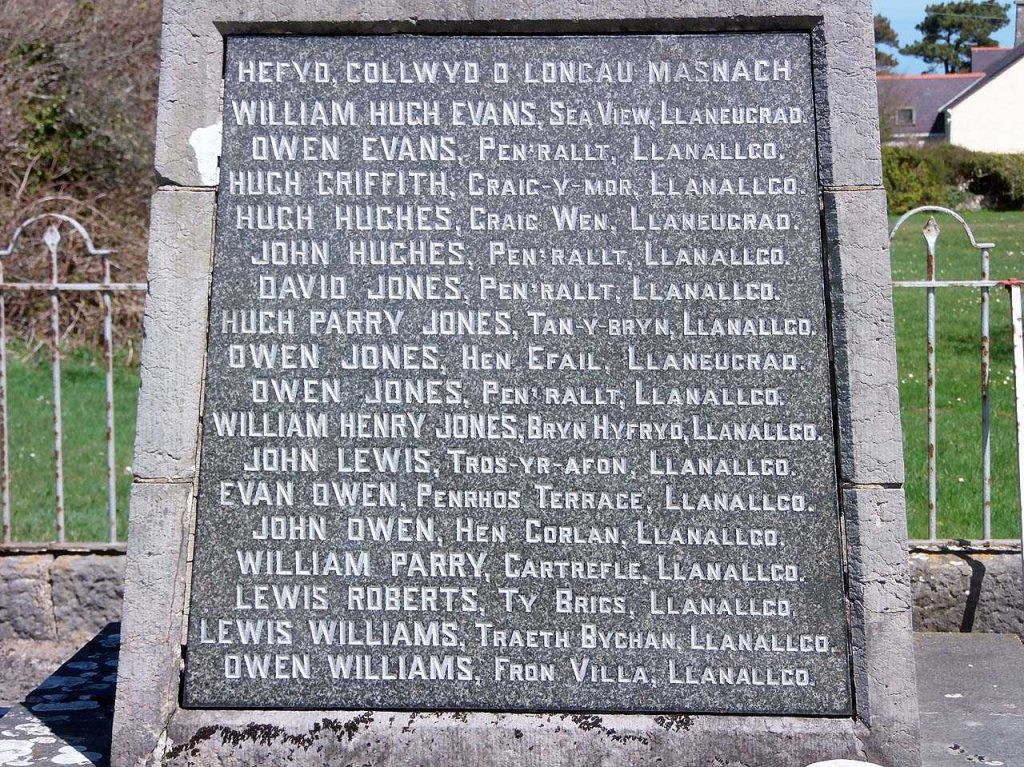 HEFYD, COLLWYD O LONGAU MASNACH
WILLIAM HUGH EVANS, SEA VIEW, LLANEUGRAD.
OWEN EVANS, PEN'RALLT, LLANALLGO.
HUGH GRIFFITH, CRAIG-Y-MOR, LLANALLGO.
HUGH HUGHES, CRAIG WEN, LLANEUGRAD.
JOHN HUGHES, PEN'RALLT, LLANALLGO.
DAVID JONES, PEN'RALLT, LLANALLGO.
HUGH PARRY JONES, TAN-Y-BRYN, LLANALLGO.
OWEN JONES, HEN EFAIL, LLANEUGRAD.
OWEN JONES, PEN'RALLT, LLANALLGO.
WILLIAM HENRY JONES, BRYN HYFRYD, LLANALLGO.
JOHN LEWIS, TROS-YR-AFON, LLANALLGO.
EVAN OWEN, PENRHOS TERRACE, LLANALLGO.
JOHN OWEN, HEN GORLAN, LLANALLGO.
WILLIAM PARRY, CARTREFLE, LLANALLGO.
LEWIS ROBERTS, TY BRICS, LLANALLGO,
LEWIS WILLIAMS, TRAETH BYCHAN, LLANALLGO.
OWEN WILLIAMS, FRON VILLA, LLANALLGO.